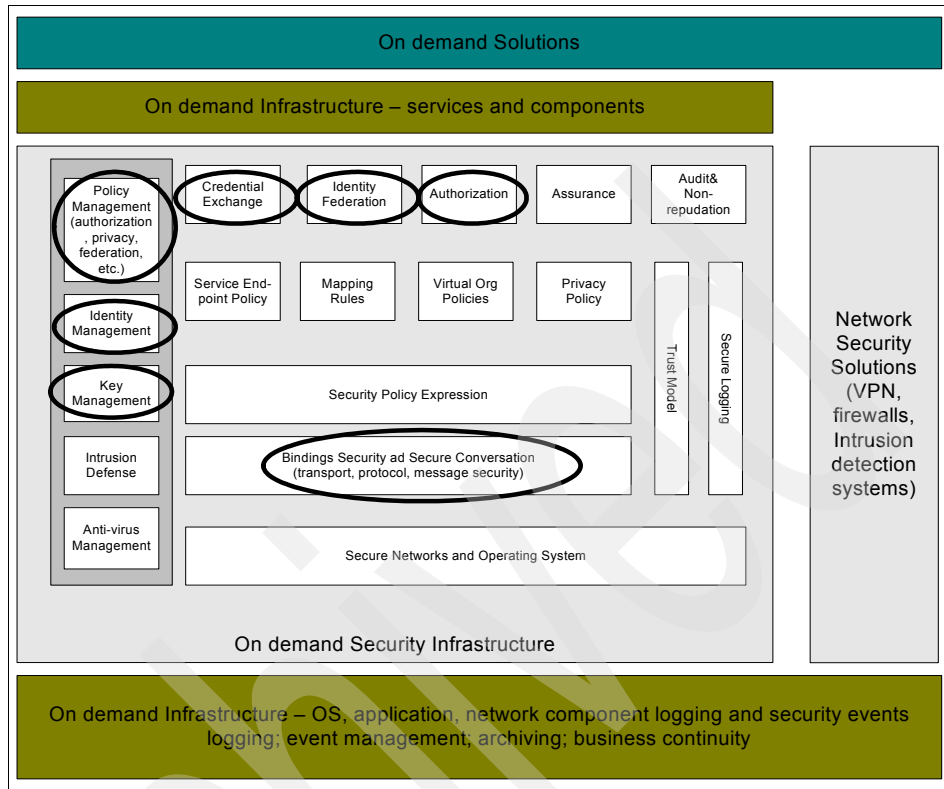 On demand Solutions
On demand Infrastructure – services and components
Policy
Management
(authorization
, privacy,
federation,
etc.)
Identity
Management
Key
Management
Intrusion
Defense
Anti-virus
Management
Credential
Exchange
Identity
Federation
Authorization
Assurance
Audit&
Non-
repudation
Service End-
point Policy
Mapping
Rules
Virtual Org
Policies
Privacy
Policy
Trust Model
Secure Logging
Security Policy Expression
Bindings Security ad Secure Conversation
(transport, protocol, message security)
Secure Networks and Operating System
On demand Security Infrastructure
Network
Security
Solutions
(VPN,
firewalls,
Intrusion
detection
systems)
On demand Infrastructure – OS, application, network component logging and security events
logging; event management; archiving; business continuity